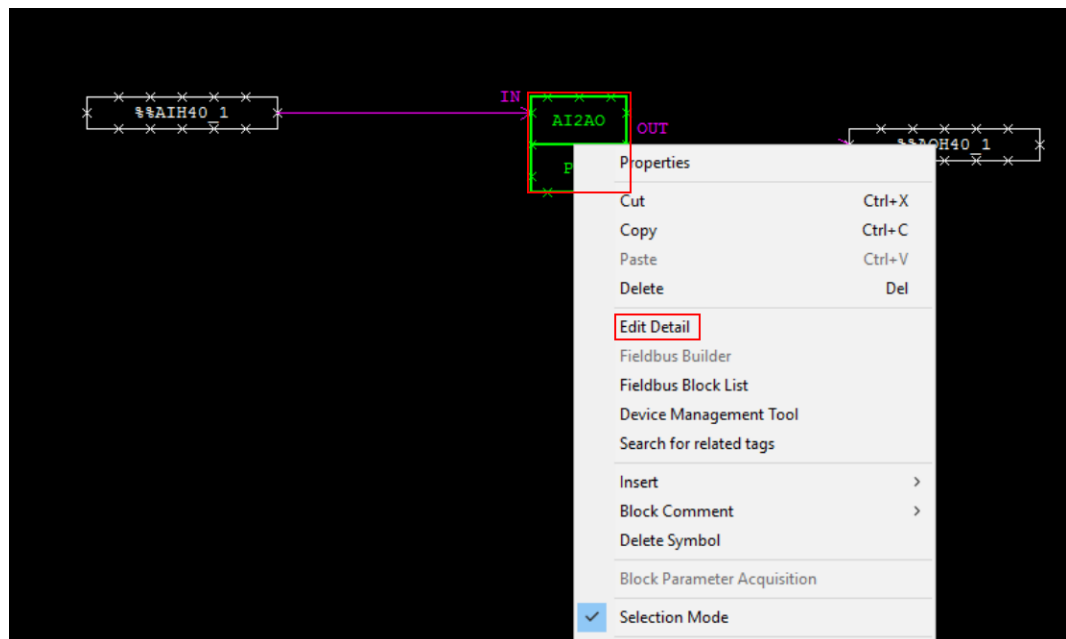 IN
%%AIH40_1
AI2AO
OUT
%%AOH40_1
P
Properties
Cut Ctrl+X
Copy Ctrl+C
Paste Ctrl+V
Delete Del
Edit Detail
Fieldbus Builder
Fieldbus Block List
Device Management Tool
Search for related tags
Insert >
Block Comment >
Delete Symbol
Block Parameter Acquisition
Selection Mode